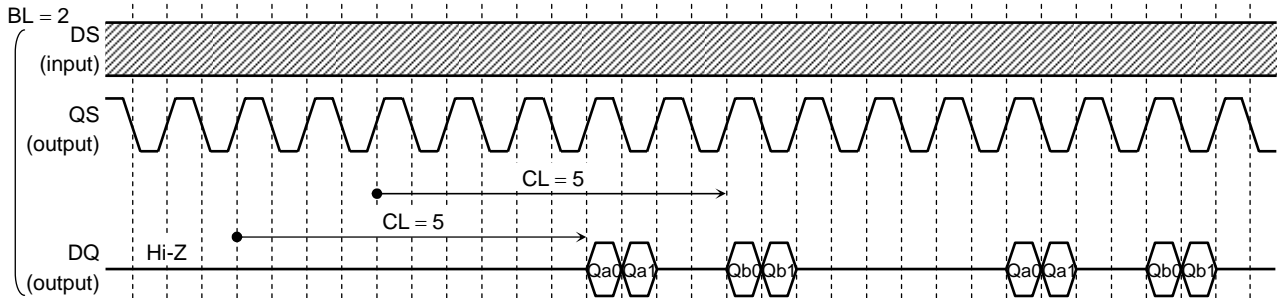 BL = 2
DS
(input)
QS
(output)
CL = 5
CL = 5
DQ
(output)
Hi-Z
Qa0 Qa1 Qb0 Qb1 Qa0 Qa1 Qb0 Qb1